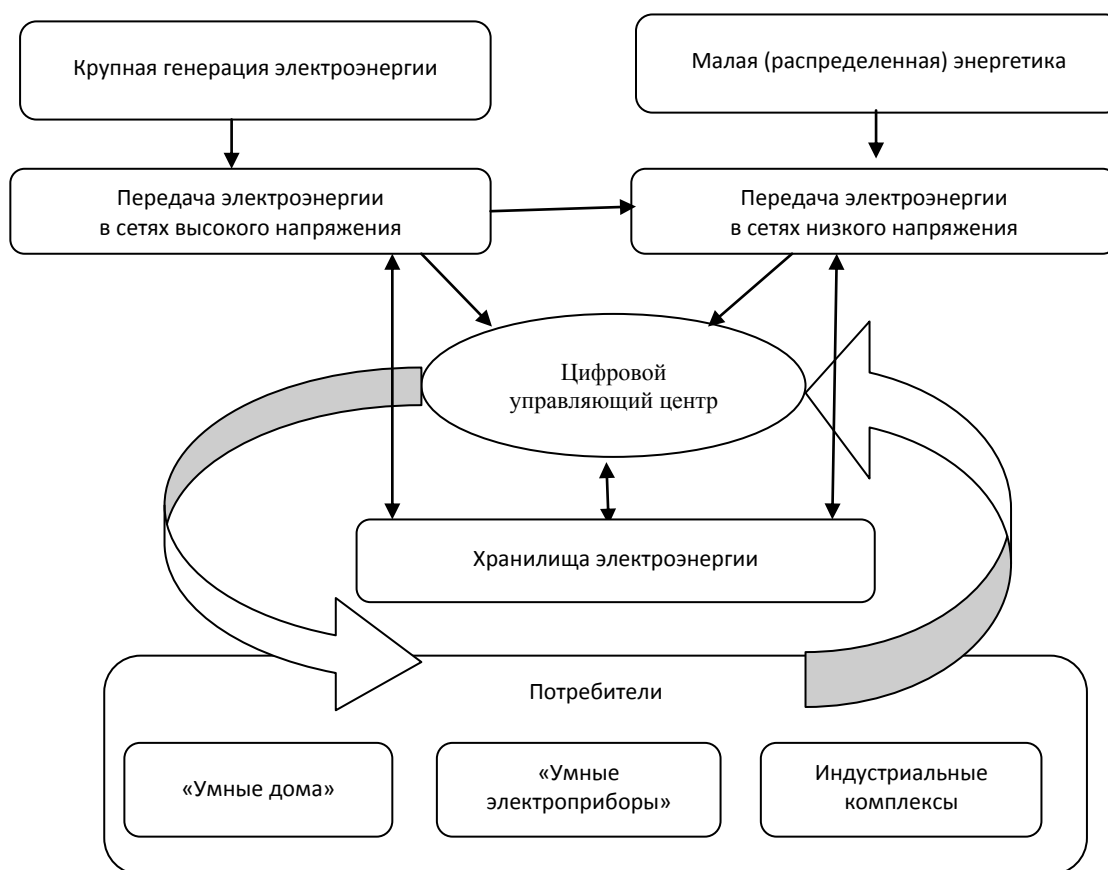 Крупная генерация электроэнергии
Малая (распределенная) энергетика
Передача электроэнергии
в сетях высокого напряжения
Передача электроэнергии
в сетях низкого напряжения
Цифровой
управляющий центр
Хранилища электроэнергии
Потребители
«Умные дома»
«Умные
электроприборы»
Индустриальные
комплексы